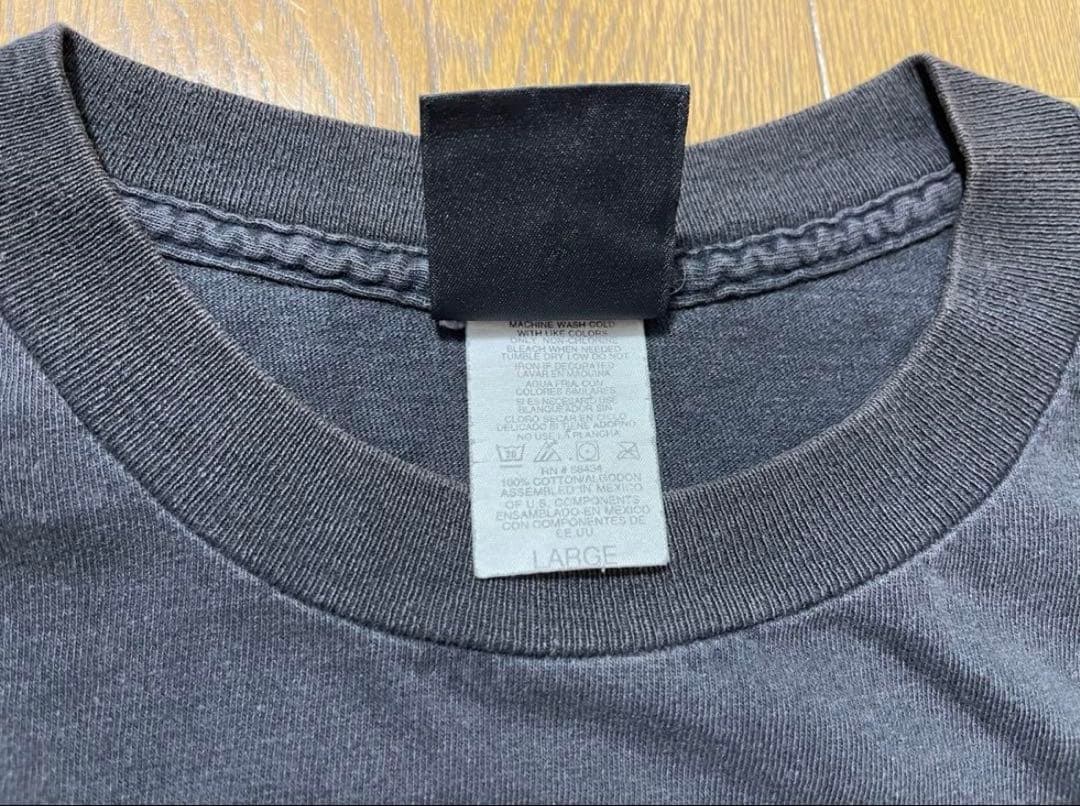 MACHINE WASH COLD
WITH LIKE COLORS
ONLY NON-CHLORINE
BLEACH WHEN NEEDED
TUMBLE DRY LOW DO NOT
IRON IF DECORATED
LAVAR EN MAQUINA
AGUA FRIA CON
COLORES SIMILARES
SI ES NECESARIO USE
BLANQUEADOR SIN
CLORO SECAR EN CICLO
DELICADO SI TIENE ADORNO
NO USE LA PLANCHA
30
RN # 68434
100% COTTON/ALGODON
ASSEMBLED IN MEXICO
OF U.S. COMPONENTS
ENSAMBLADO EN MEXICO
CON COMPONENTES DE
EE.UU.
LARGE